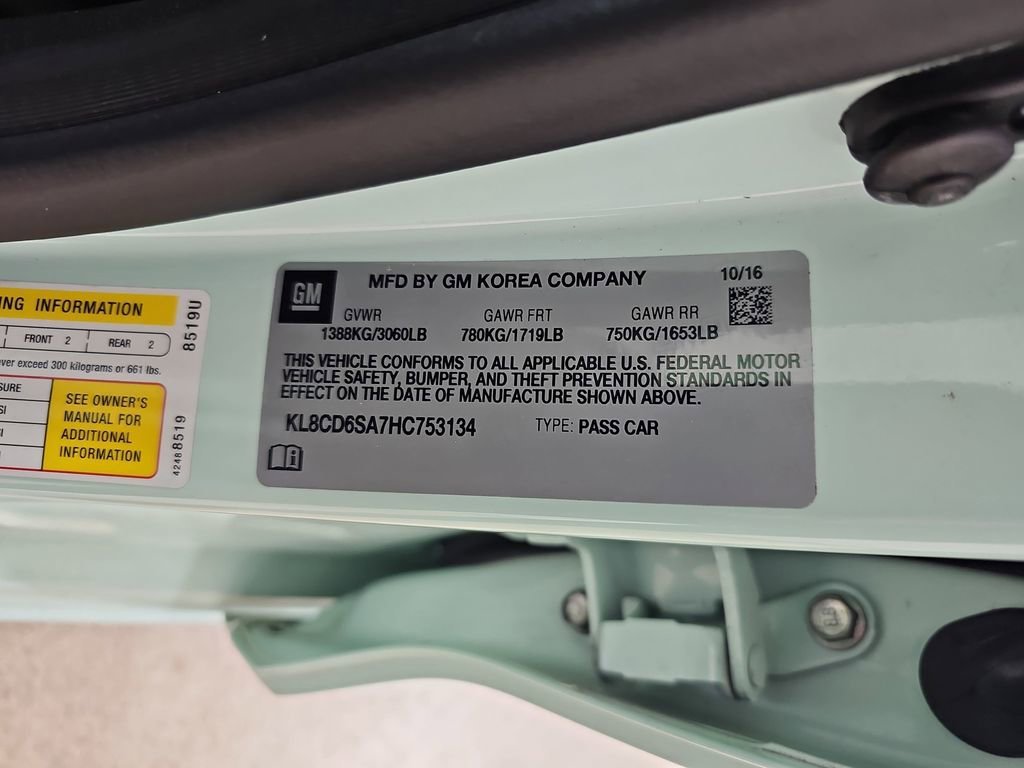 NG INFORMATION
FRONT 2
REAR 2
ever exceed 300 kilograms or 661 lbs.
SURE
SI
SI
SEE OWNER'S
MANUAL FOR
ADDITIONAL
INFORMATION
8519U
42488519
GM
MFD BY GM KOREA COMPANY
10/16
GVWR GAWR FRT GAWR RR
1388KG/3060LB 780KG/1719LB 750KG/1653LB
THIS VEHICLE CONFORMS TO ALL APPLICABLE U.S. FEDERAL MOTOR
VEHICLE SAFETY, BUMPER, AND THEFT PREVENTION STANDARDS IN
EFFECT ON THE DATE OF MANUFACTURE SHOWN ABOVE.
KL8CD6SA7HC753134 TYPE: PASS CAR
i